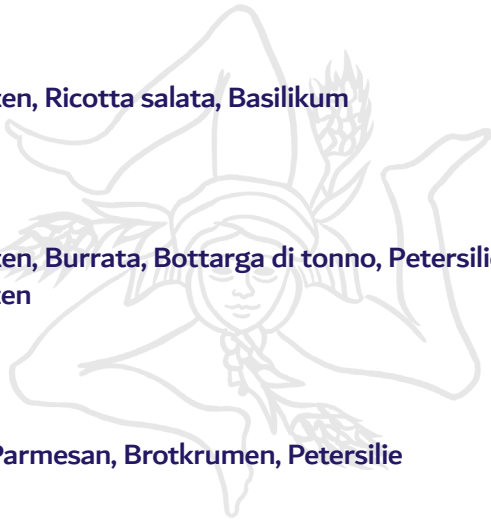 ten, Ricotta salata, Basilikum
ten, Burrata, Bottarga di tonno, Petersilie
ten
Parmesan, Brotkrumen, Petersilie